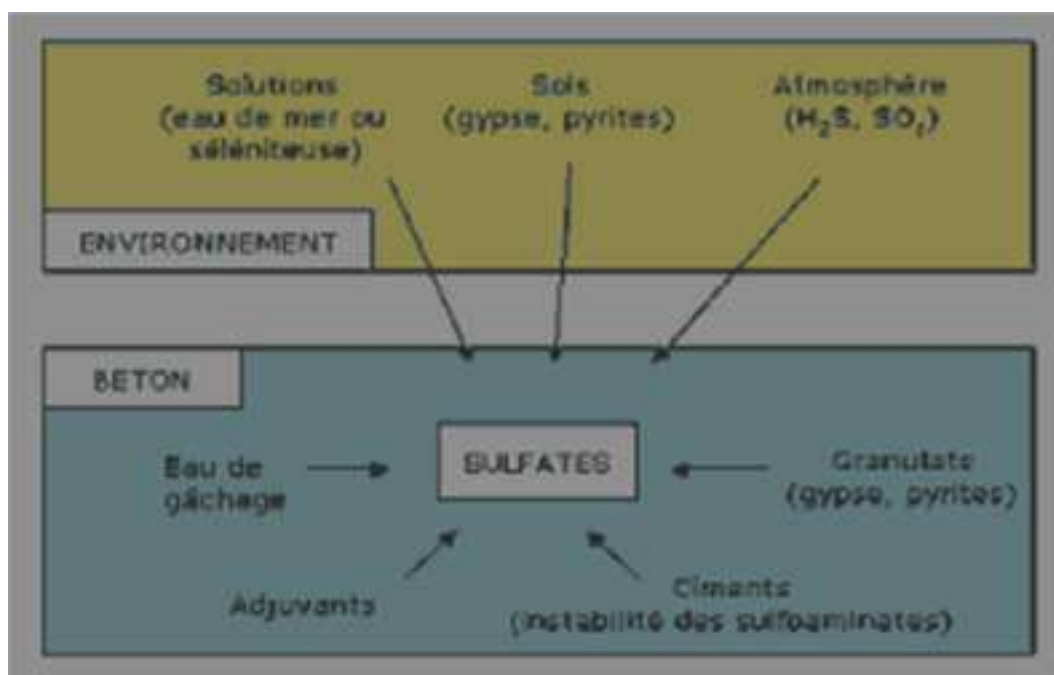 Solutions
(eau de mer ou
séléniteuse)
Sols
(gypse, pyrites)
Atmosphère
(H₂S, SO₂)
ENVIRONNEMENT
BETON
Eau de
gâchage
SULFATES
Granulats
(gypse, pyrites)
Adjuvants
Ciments
(instabilité des sulfoaminates)